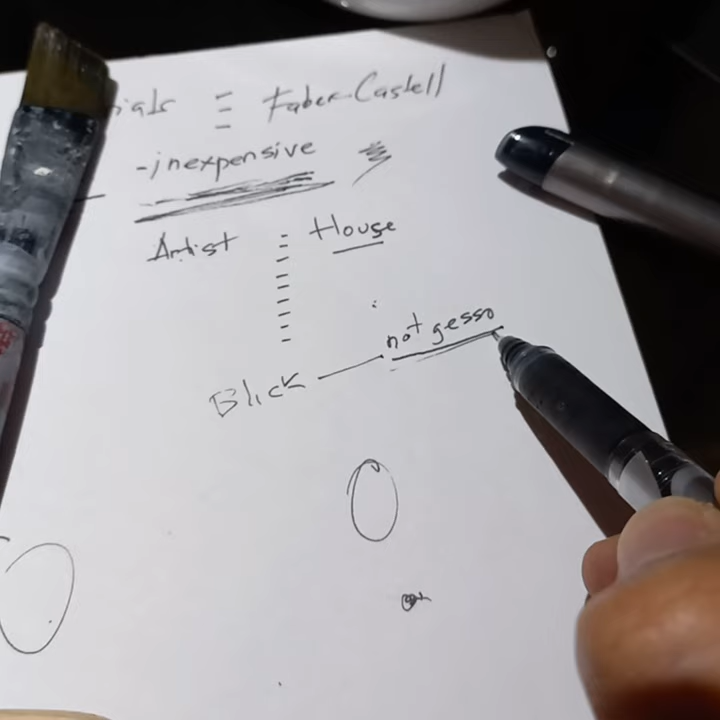 Faber-Castell
-inexpensive
Artist House
not gesso
Blick